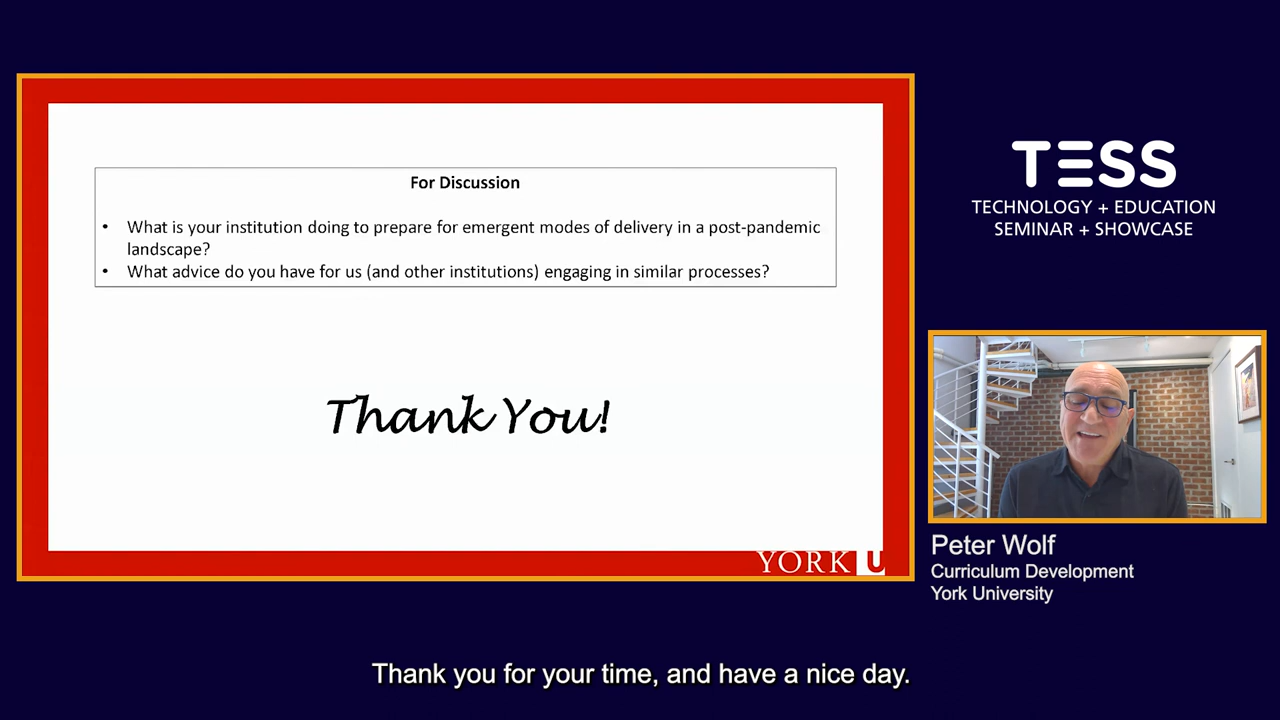 For Discussion
• What is your institution doing to prepare for emergent modes of delivery in a post-pandemic
landscape?
• What advice do you have for us (and other institutions) engaging in similar processes?
Thank You!
YORK U
TESS
TECHNOLOGY + EDUCATION
SEMINAR + SHOWCASE
Peter Wolf
Curriculum Development
York University
Thank you for your time, and have a nice day.